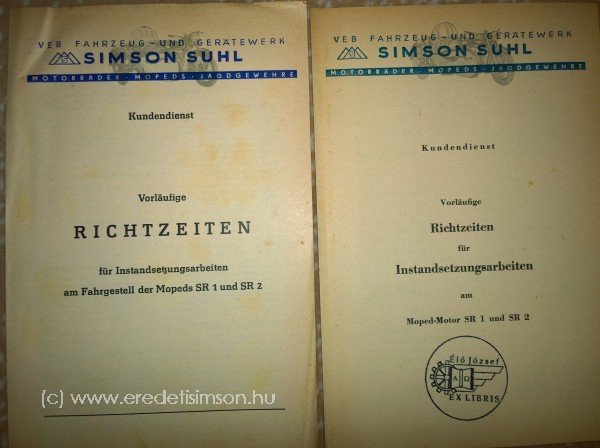 VEB FAHRZEUG-UND GERÄTEWERK
SIMSON SUHL
MOTORRÄDER · MOPEDS · JAGDGEWEHRE
Kundendienst
Vorläufige
RICHTZEITEN
für Instandsetzungsarbeiten
am Fahrgestell der Mopeds SR 1 und SR 2
(c) www.eredetisimson.hu
VEB FAHRZEUG-UND GERÄTEWERK
SIMSON SUHL
MOTORRÄDER · MOPEDS · JAGDGEWEHRE
Kundendienst
Vorläufige
Richtzeiten
für
Instandsetzungsarbeiten
am
Moped-Motor SR 1 und SR 2
Élő József
A Ω
EX LIBRIS